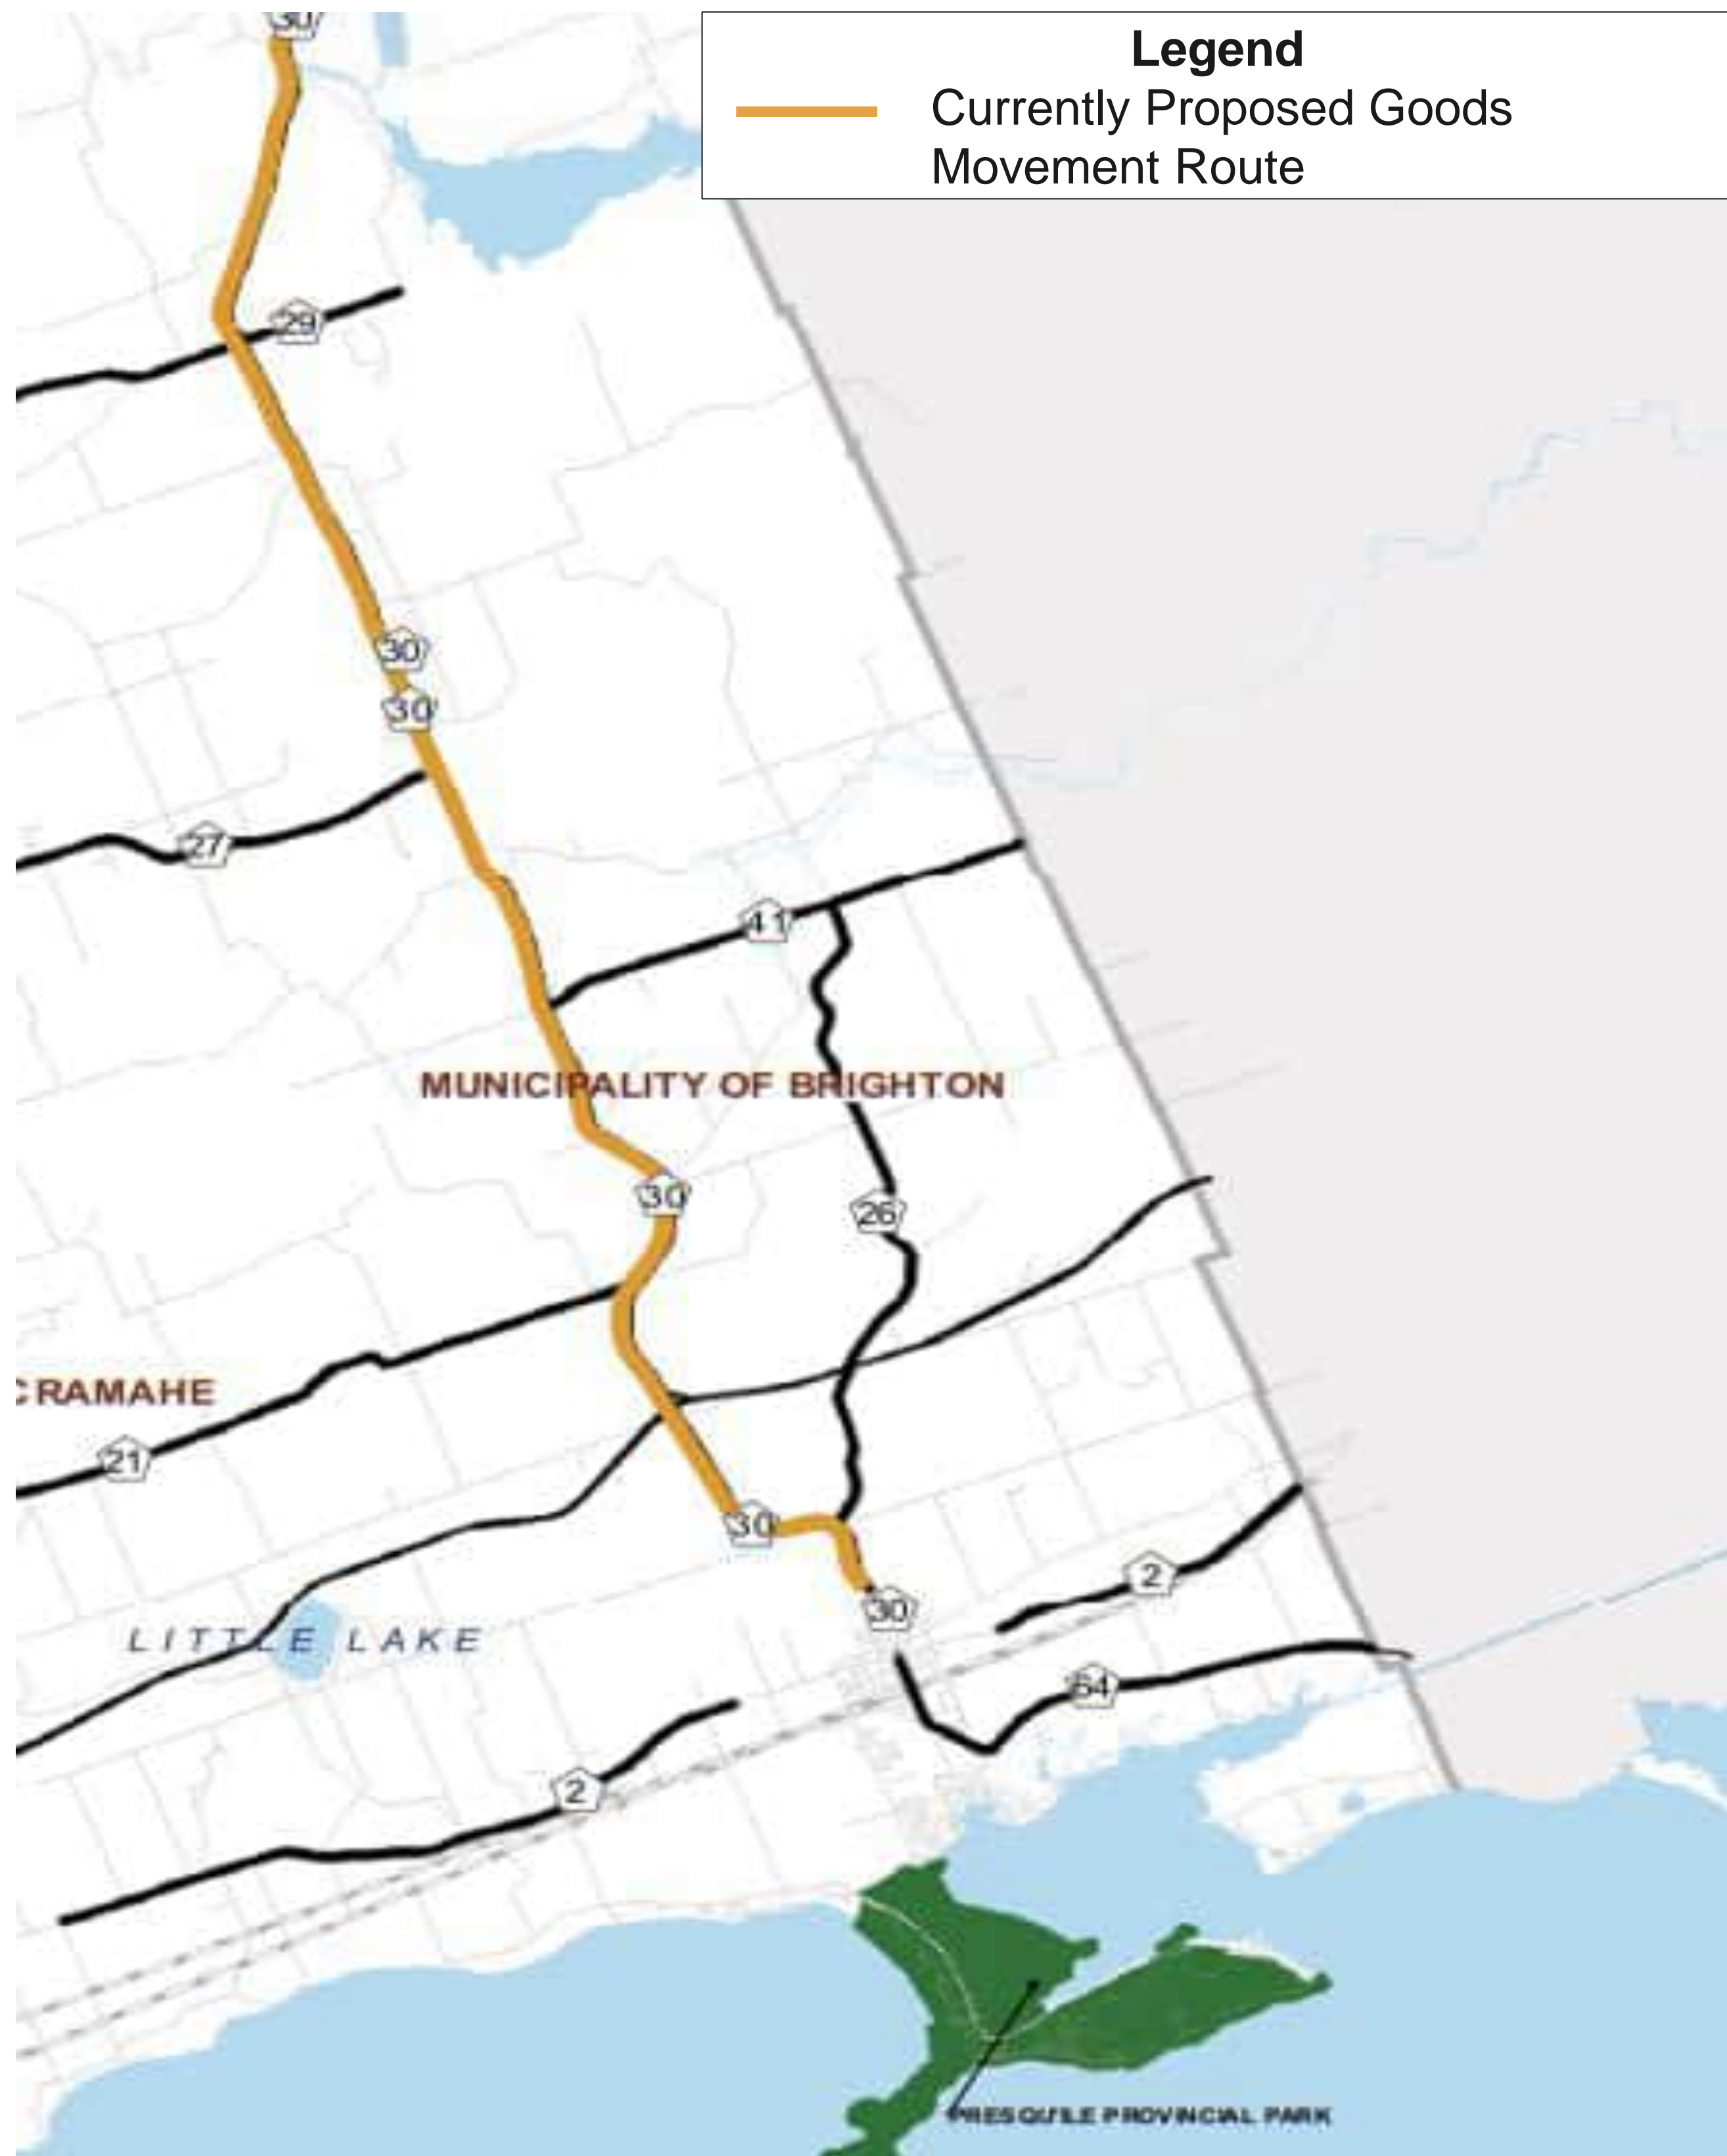 30
Legend
Currently Proposed Goods
Movement Route
29
30
30
27
41
MUNICIPALITY OF BRIGHTON
30
26
CRAMAHE
21
30
2
30
LITTLE LAKE
64
2
PRESQU'ILE PROVINCIAL PARK